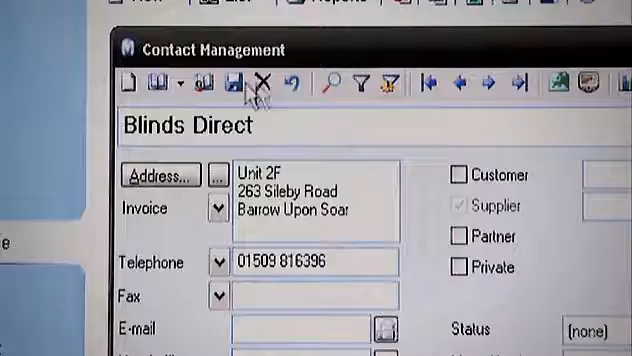 Contact Management
Blinds Direct
Address...
...
Unit 2F
263 Sileby Road
Barrow Upon Soar
Invoice
Telephone
01509 816396
Fax
E-mail
Customer
Supplier
Partner
Private
Status
(none)